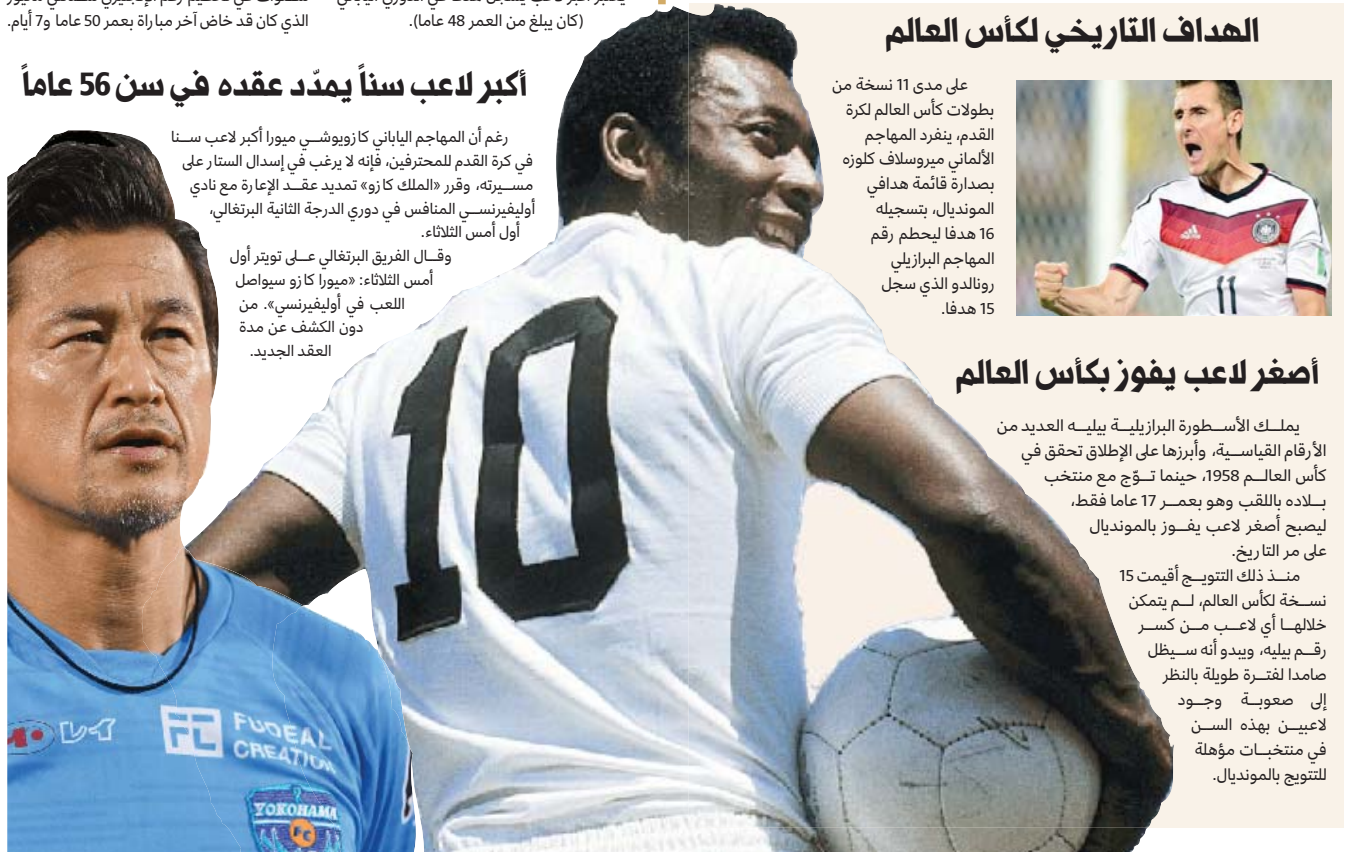 الهداف التاريخي لكأس العالم
على مدى 11 نسخة من
بطولات كأس العالم لكرة
القدم، ينفرد المهاجم
الألماني ميروسلاف كلوزه
بصدارة قائمة هدافي
المونديال، بتسجيله
16 هدفا ليحطم رقم
المهاجم البرازيلي
رونالدو الذي سجل
15 هدفا.
11
أصغر لاعب يفوز بكأس العالم
يملك الأسطورة البرازيلية بيليه العديد من
الأرقام القياسية، وأبرزها على الإطلاق تحقق في
كأس العالم 1958، حينما توّج مع منتخب
بلاده باللقب وهو بعمر 17 عاما فقط،
ليصبح أصغر لاعب يفوز بالمونديال
على مر التاريخ.
منذ ذلك التتويج أقيمت 15
نسخة لكأس العالم، لم يتمكن
خلالها أي لاعب من كسر
رقم بيليه، ويبدو أنه سيظل
صامدا لفترة طويلة بالنظر
إلى صعوبة وجود
لاعبين بهذه السن
في منتخبات مؤهلة
للتتويج بالمونديال.
10
(كان يبلغ من العمر 48 عاما).
الذي كان قد خاض آخر مباراة بعمر 50 عاما و7 أيام.
أكبر لاعب سناً يمدّد عقده في سن 56 عاماً
رغم أن المهاجم الياباني كازويوشي ميورا أكبر لاعب سنا
في كرة القدم للمحترفين، فإنه لا يرغب في إسدال الستار على
مسيرته، وقرر «الملك كازو» تمديد عقد الإعارة مع نادي
أوليفيرنسي المنافس في دوري الدرجة الثانية البرتغالي،
أول أمس الثلاثاء.
وقال الفريق البرتغالي على تويتر أول
أمس الثلاثاء: «ميورا كازو سيواصل
اللعب في أوليفيرنسي». من
دون الكشف عن مدة
العقد الجديد.
FUDEAL
CREATION
YOKOHAMA
FC